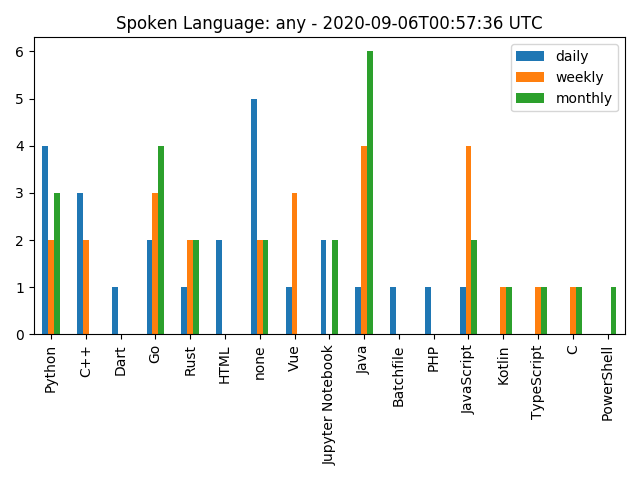 Spoken Language: any - 2020-09-06T00:57:36 UTC
daily
weekly
monthly
6
5
4
3
2
1
0
Python
C++
Dart
Go
Rust
HTML
none
Vue
Jupyter Notebook
Java
Batchfile
PHP
JavaScript
Kotlin
TypeScript
C
PowerShell